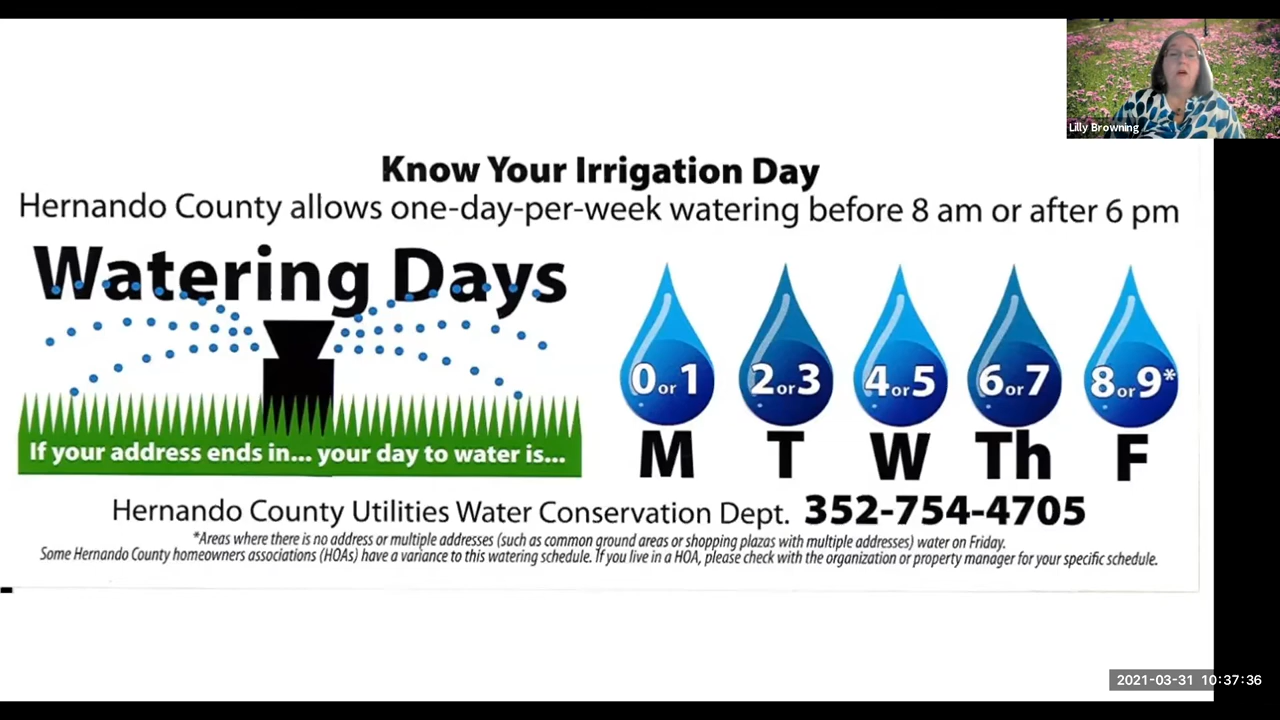 Lilly Browning
Know Your Irrigation Day
Hernando County allows one-day-per-week watering before 8 am or after 6 pm
Watering Days
0 or 1
2 or 3
4 or 5
6 or 7
8 or 9*
If your address ends in... your day to water is...
M
T
W
Th
F
Hernando County Utilities Water Conservation Dept. 352-754-4705
*Areas where there is no address or multiple addresses (such as common ground areas or shopping plazas with multiple addresses) water on Friday.
Some Hernando County homeowners associations (HOAs) have a variance to this watering schedule. If you live in a HOA, please check with the organization or property manager for your specific schedule.
2021-03-31 10:37:36